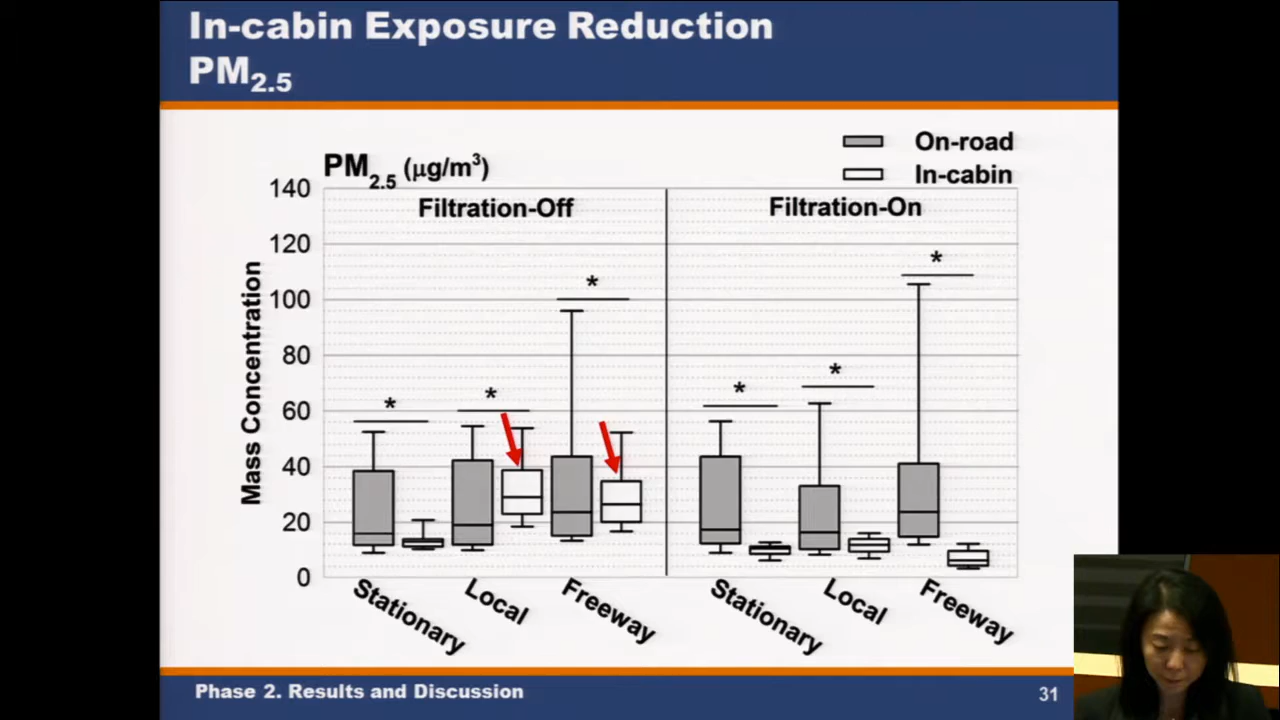 In-cabin Exposure Reduction
PM2.5
On-road
In-cabin
PM2.5 (μg/m³)
Filtration-Off
Filtration-On
Mass Concentration
140
120
100
80
60
40
20
0
*
*
*
*
*
*
Stationary
Local
Freeway
Stationary
Local
Freeway
Phase 2. Results and Discussion
31